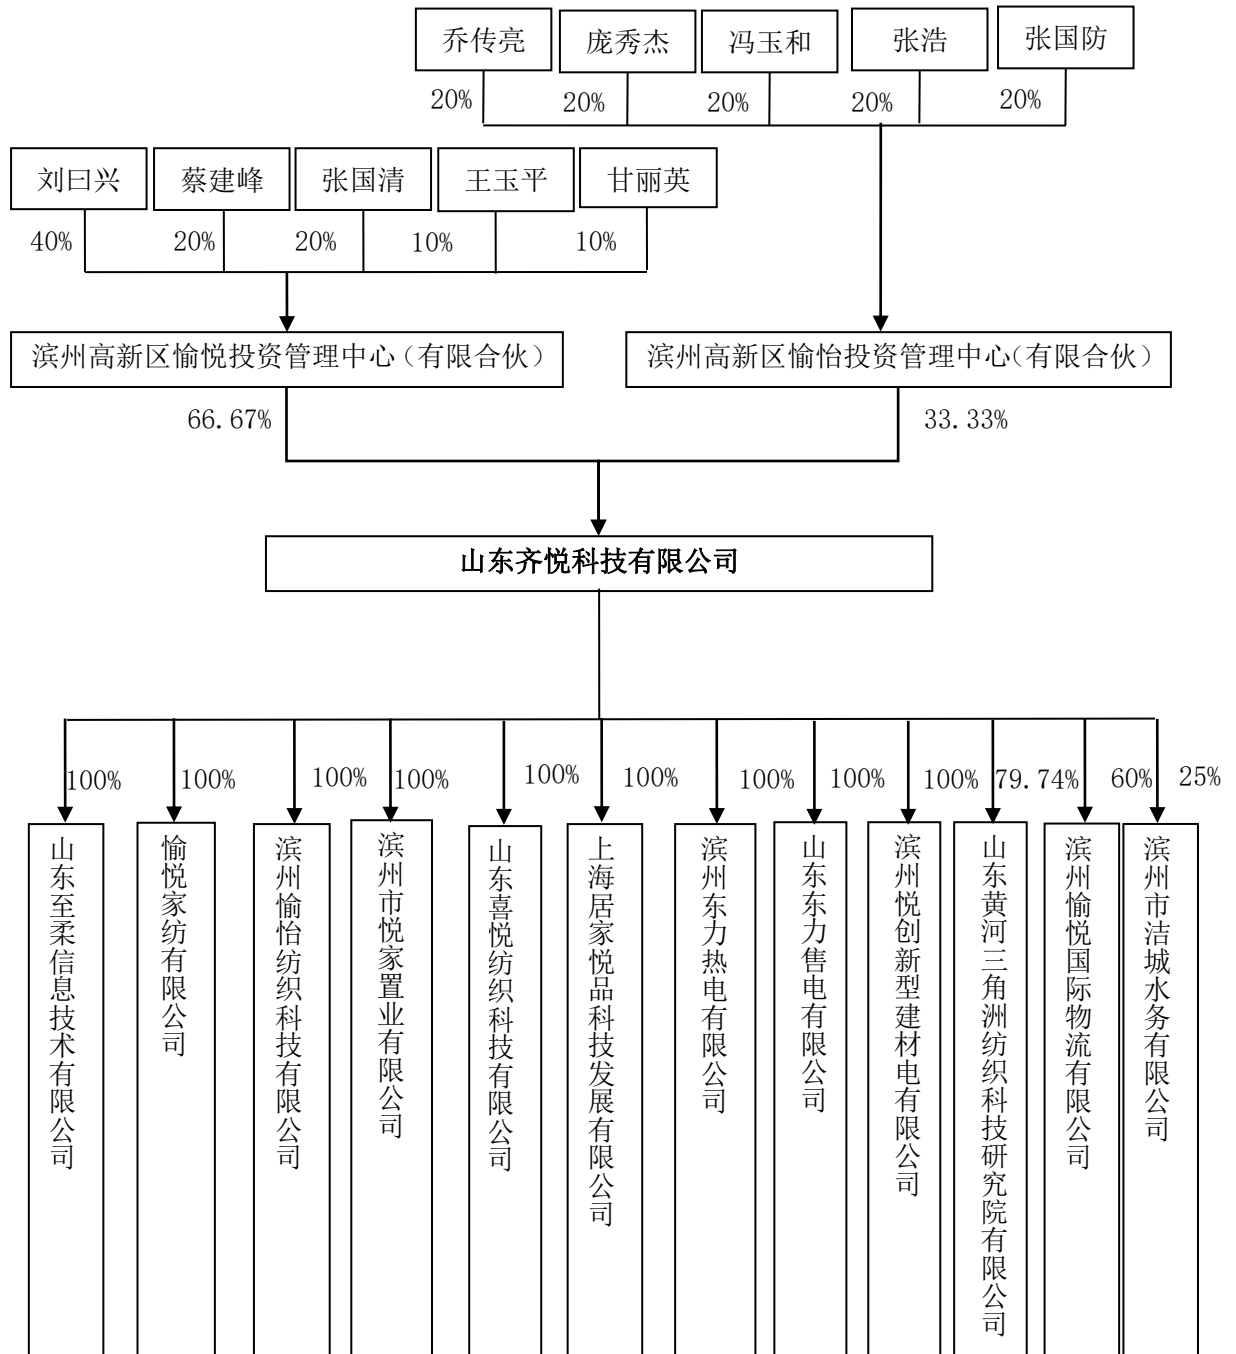 乔传亮
庞秀杰
冯玉和
张浩
张国防
20%
20%
20%
20%
20%
刘曰兴
蔡建峰
张国清
王玉平
甘丽英
40%
20%
20%
10%
10%
滨州高新区愉悦投资管理中心（有限合伙）
滨州高新区愉怡投资管理中心（有限合伙）
66.67%
33.33%
山东齐悦科技有限公司
100%
100%
100%
100%
100%
100%
100%
100%
100%
79.74%
60%
25%
山东至柔信息技术有限公司
愉悦家纺有限公司
滨州愉怡纺织科技有限公司
滨州市悦家置业有限公司
山东喜悦纺织科技有限公司
上海居家悦品科技发展有限公司
滨州东力热电有限公司
山东东力售电有限公司
滨州悦创新型建材电有限公司
山东黄河三角洲纺织科技研究院有限公司
滨州愉悦国际物流有限公司
滨州市洁城水务有限公司